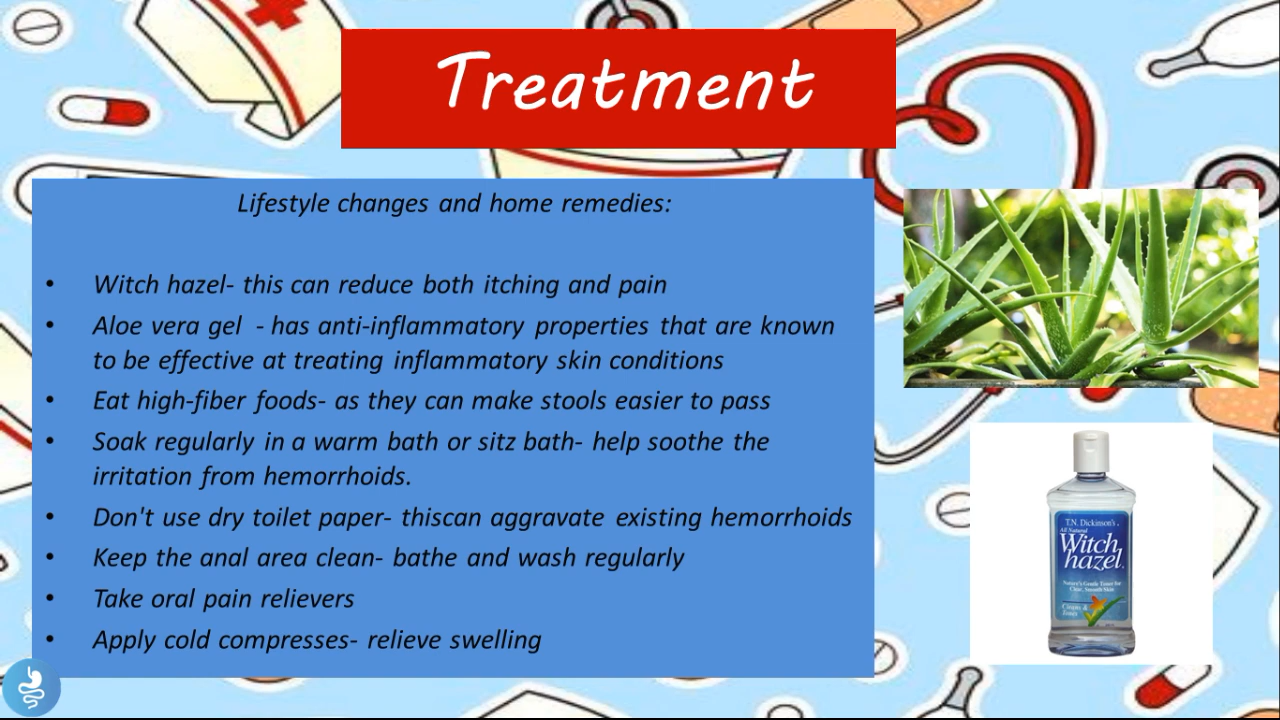 Treatment
Lifestyle changes and home remedies:
• Witch hazel- this can reduce both itching and pain
• Aloe vera gel - has anti-inflammatory properties that are known
to be effective at treating inflammatory skin conditions
• Eat high-fiber foods- as they can make stools easier to pass
• Soak regularly in a warm bath or sitz bath- help soothe the
irritation from hemorrhoids.
• Don't use dry toilet paper- thiscan aggravate existing hemorrhoids
• Keep the anal area clean- bathe and wash regularly
• Take oral pain relievers
• Apply cold compresses- relieve swelling
T.N. Dickinson's
All Natural
Witch
hazel
Nature's Gentle Toner for
Clear, Smooth Skin
Cleans &
Tones